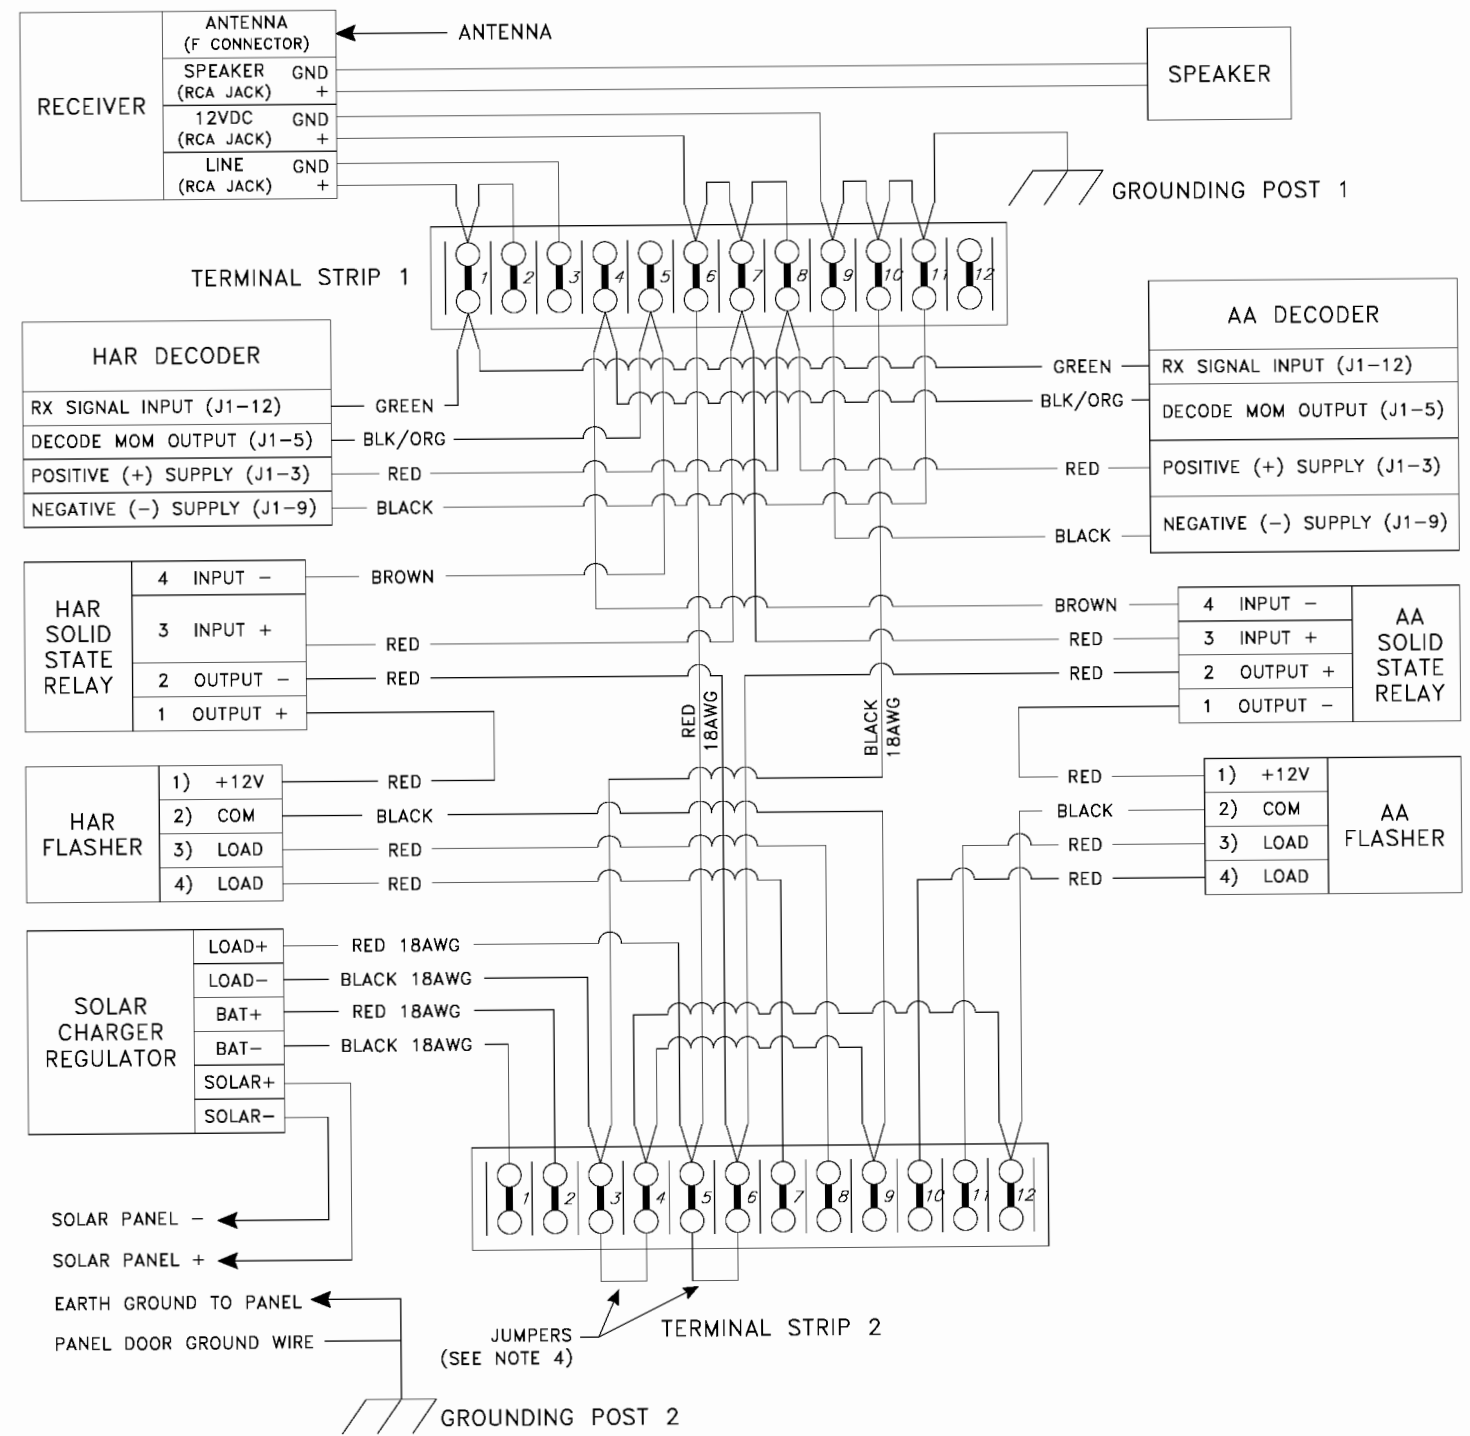 ANTENNA
(F CONNECTOR)
ANTENNA
SPEAKER GND
(RCA JACK) +
SPEAKER
RECEIVER
12VDC GND
(RCA JACK) +
LINE GND
(RCA JACK) +
GROUNDING POST 1
TERMINAL STRIP 1
1 2 3 4 5 6 7 8 9 10 11 12
HAR DECODER
RX SIGNAL INPUT (J1-12)
DECODE MOM OUTPUT (J1-5)
POSITIVE (+) SUPPLY (J1-3)
NEGATIVE (-) SUPPLY (J1-9)
GREEN
BLK/ORG
RED
BLACK
AA DECODER
RX SIGNAL INPUT (J1-12)
DECODE MOM OUTPUT (J1-5)
POSITIVE (+) SUPPLY (J1-3)
NEGATIVE (-) SUPPLY (J1-9)
GREEN
BLK/ORG
RED
BLACK
HAR
SOLID
STATE
RELAY
4 INPUT -
3 INPUT +
2 OUTPUT -
1 OUTPUT +
BROWN
RED
RED
RED
18AWG
BLACK
18AWG
BROWN
RED
RED
4 INPUT -
3 INPUT +
2 OUTPUT +
1 OUTPUT -
AA
SOLID
STATE
RELAY
HAR
FLASHER
1) +12V
2) COM
3) LOAD
4) LOAD
RED
BLACK
RED
RED
RED
BLACK
RED
RED
1) +12V
2) COM
3) LOAD
4) LOAD
AA
FLASHER
SOLAR
CHARGER
REGULATOR
LOAD+
LOAD-
BAT+
BAT-
SOLAR+
SOLAR-
RED 18AWG
BLACK 18AWG
RED 18AWG
BLACK 18AWG
1 2 3 4 5 6 7 8 9 10 11 12
SOLAR PANEL -
SOLAR PANEL +
EARTH GROUND TO PANEL
PANEL DOOR GROUND WIRE
JUMPERS
(SEE NOTE 4)
TERMINAL STRIP 2
GROUNDING POST 2